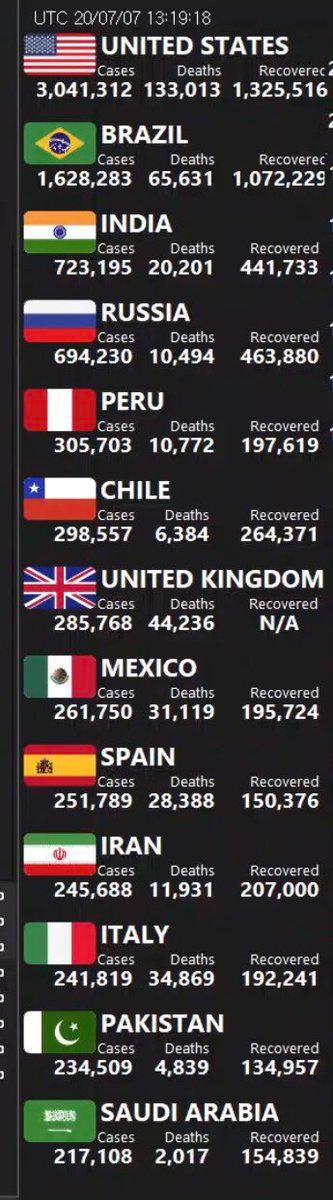 UTC 20/07/07 13:19:18
UNITED STATES
Cases Deaths Recovered
3,041,312 133,013 1,325,516
BRAZIL
Cases Deaths Recovered
1,628,283 65,631 1,072,229
INDIA
Cases Deaths Recovered
723,195 20,201 441,733
RUSSIA
Cases Deaths Recovered
694,230 10,494 463,880
PERU
Cases Deaths Recovered
305,703 10,772 197,619
CHILE
Cases Deaths Recovered
298,557 6,384 264,371
UNITED KINGDOM
Cases Deaths Recovered
285,768 44,236 N/A
MEXICO
Cases Deaths Recovered
261,750 31,119 195,724
SPAIN
Cases Deaths Recovered
251,789 28,388 150,376
IRAN
Cases Deaths Recovered
245,688 11,931 207,000
ITALY
Cases Deaths Recovered
241,819 34,869 192,241
PAKISTAN
Cases Deaths Recovered
234,509 4,839 134,957
SAUDI ARABIA
Cases Deaths Recovered
217,108 2,017 154,839